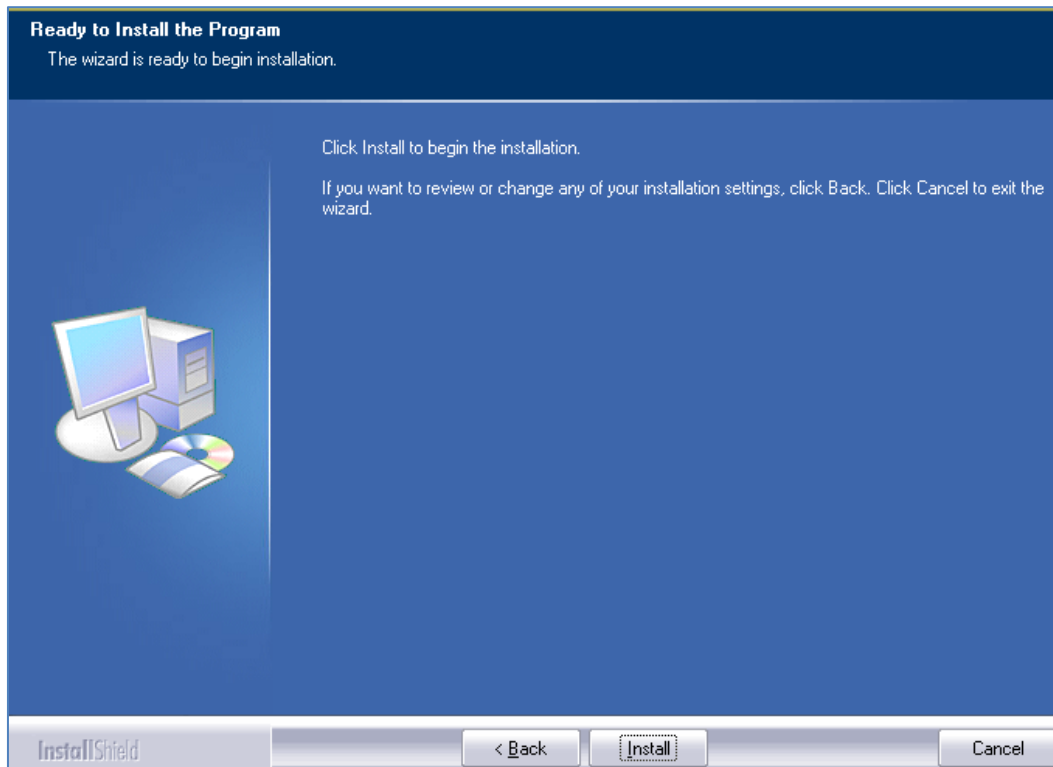 Ready to Install the Program
The wizard is ready to begin installation.
Click Install to begin the installation.
If you want to review or change any of your installation settings, click Back. Click Cancel to exit the
wizard.
InstallShield
< Back
Install
Cancel